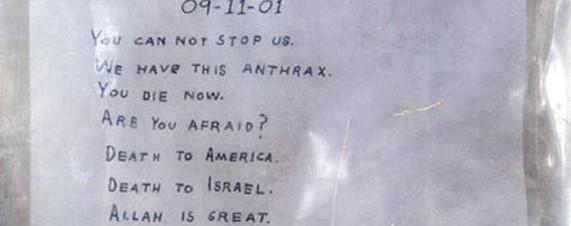 09-11-01
YOU CAN NOT STOP US.
WE HAVE THIS ANTHRAX.
YOU DIE NOW.
ARE YOU AFRAID?
DEATH TO AMERICA.
DEATH TO ISRAEL.
ALLAH IS GREAT.